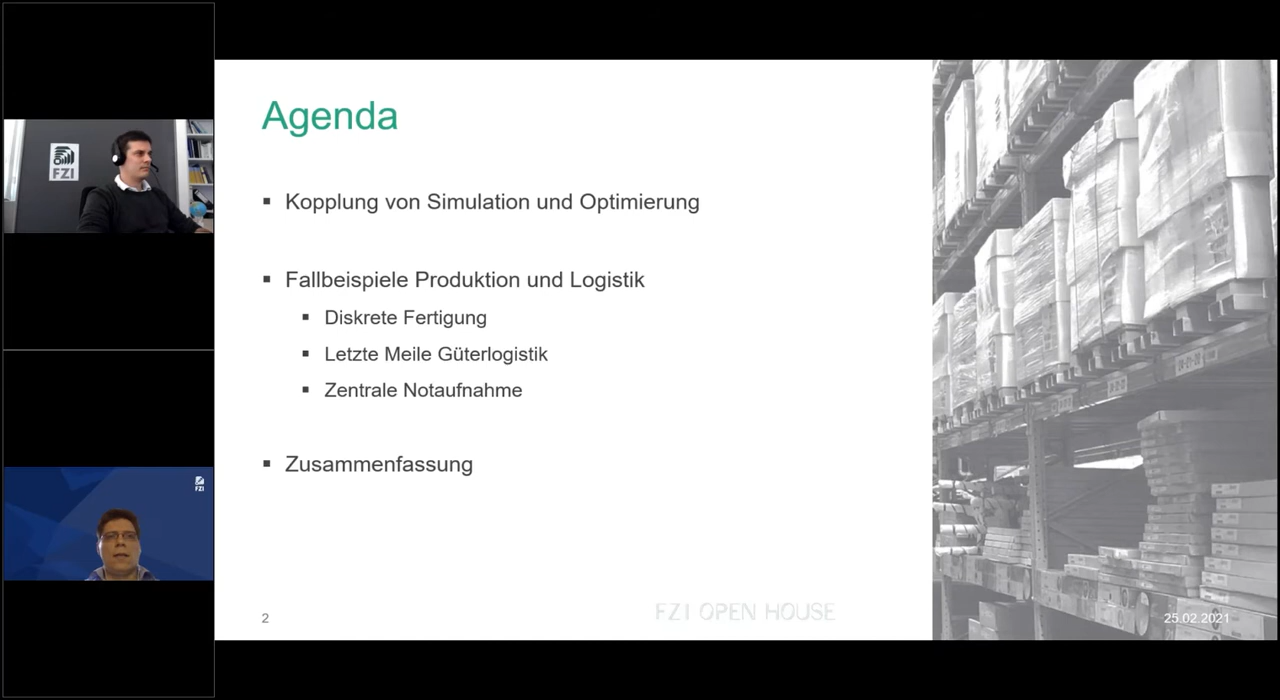 FZI
FZI
Agenda
Kopplung von Simulation und Optimierung
Fallbeispiele Produktion und Logistik
Diskrete Fertigung
Letzte Meile Güterlogistik
Zentrale Notaufnahme
Zusammenfassung
2
FZI OPEN HOUSE
25.02.2021